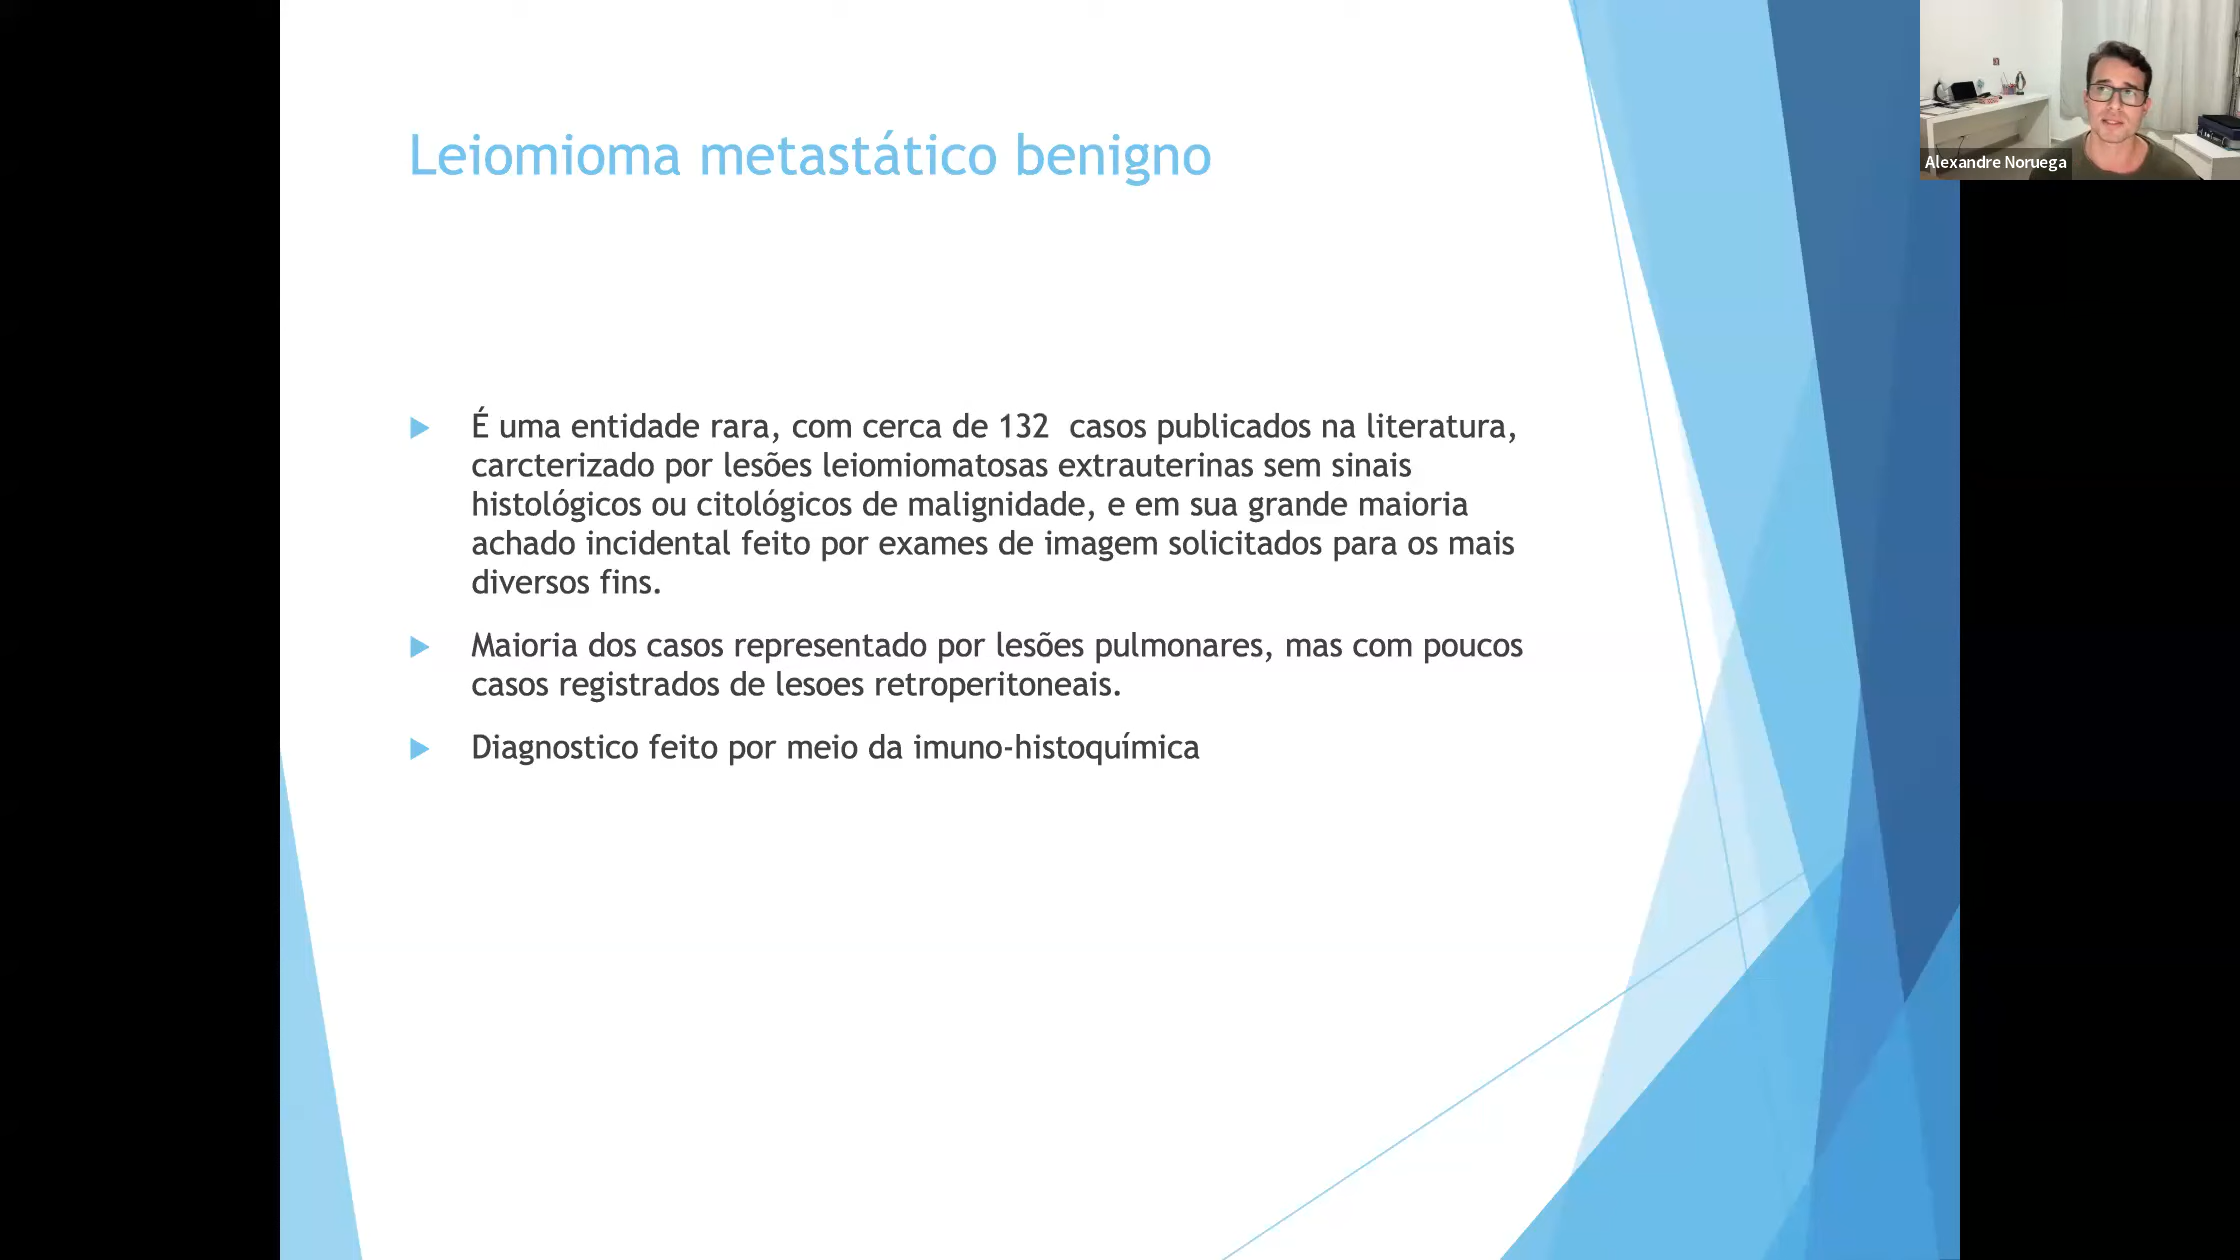 Leiomioma metastático benigno
É uma entidade rara, com cerca de 132  casos publicados na literatura,
carcterizado por lesões leiomiomatosas extrauterinas sem sinais
histológicos ou citológicos de malignidade, e em sua grande maioria
achado incidental feito por exames de imagem solicitados para os mais
diversos fins.
Maioria dos casos representado por lesões pulmonares, mas com poucos
casos registrados de lesoes retroperitoneais.
Diagnostico feito por meio da imuno-histoquímica
Alexandre Noruega